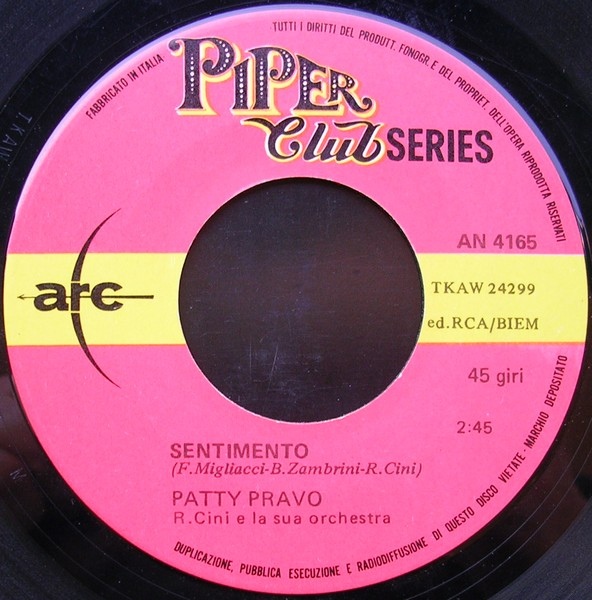 FABBRICATO IN ITALIA
TUTTI I DIRITTI DEL PRODUTT. FONOGR. E DEL PROPRIET. DELL'OPERA RIPRODOTTA RISERVATI
PIPER
Club SERIES
AN 4165
arc
TKAW 24299
ed.RCA/BIEM
45 giri
2:45
SENTIMENTO
(F.Migliacci-B.Zambrini-R.Cini)
PATTY PRAVO
R.Cini e la sua orchestra
DUPLICAZIONE, PUBBLICA ESECUZIONE E RADIODIFFUSIONE DI QUESTO DISCO VIETATE - MARCHIO DEPOSITATO